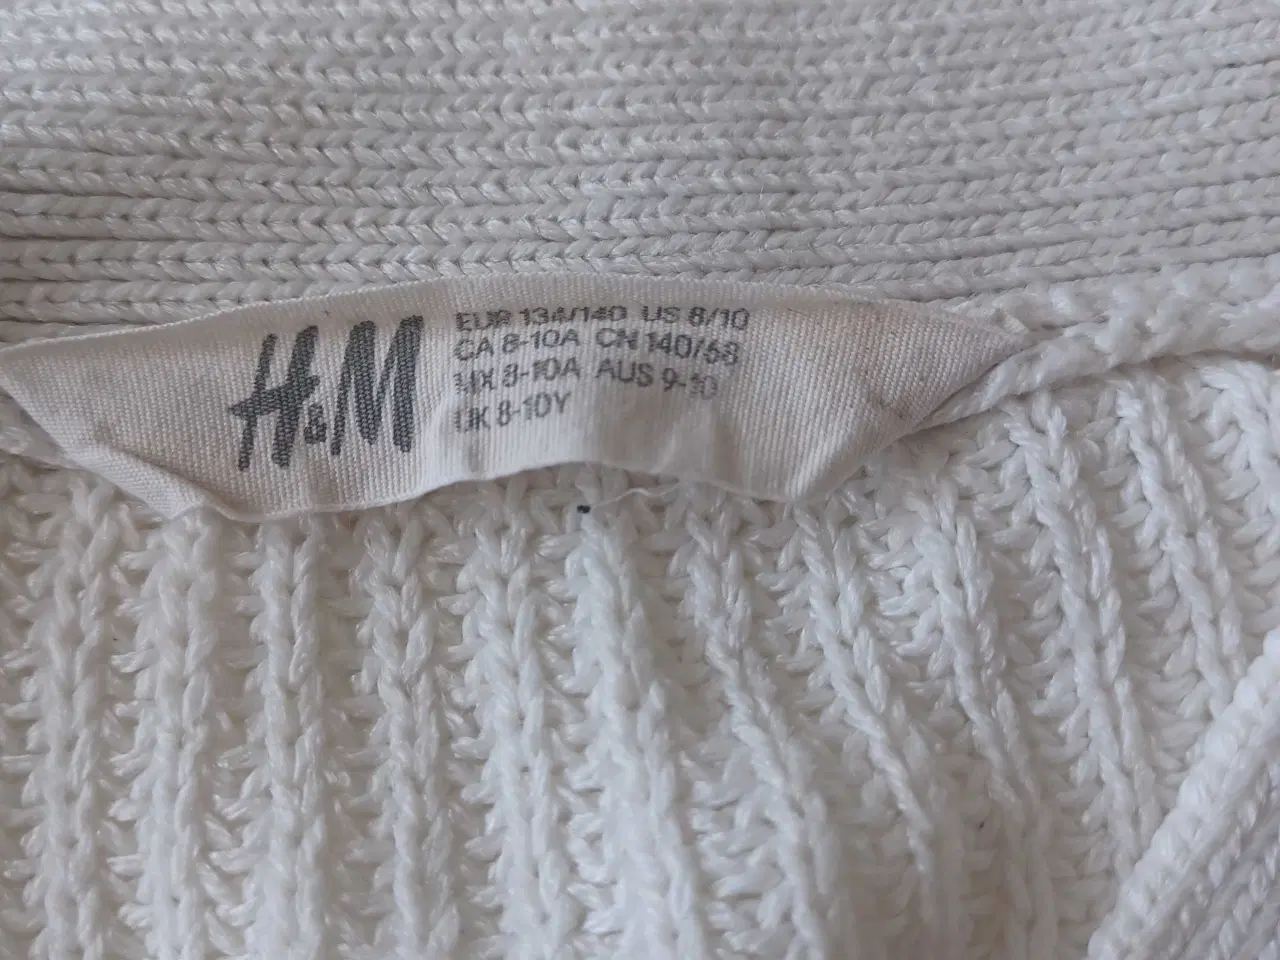 H&M
EUR 134/140 US 8/10
CA 8-10A CN 140/68
MX 8-10A AUS 9-10
UK 8-10Y